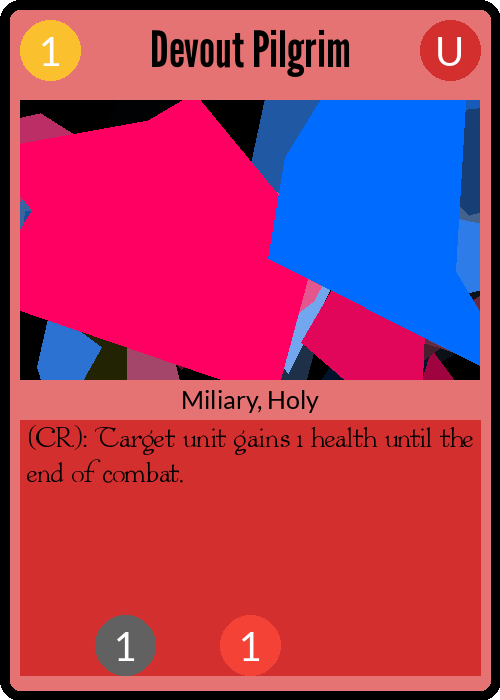 1 Devout Pilgrim U
Miliary, Holy
(CR): Target unit gains 1 health until the
end of combat.
1 1